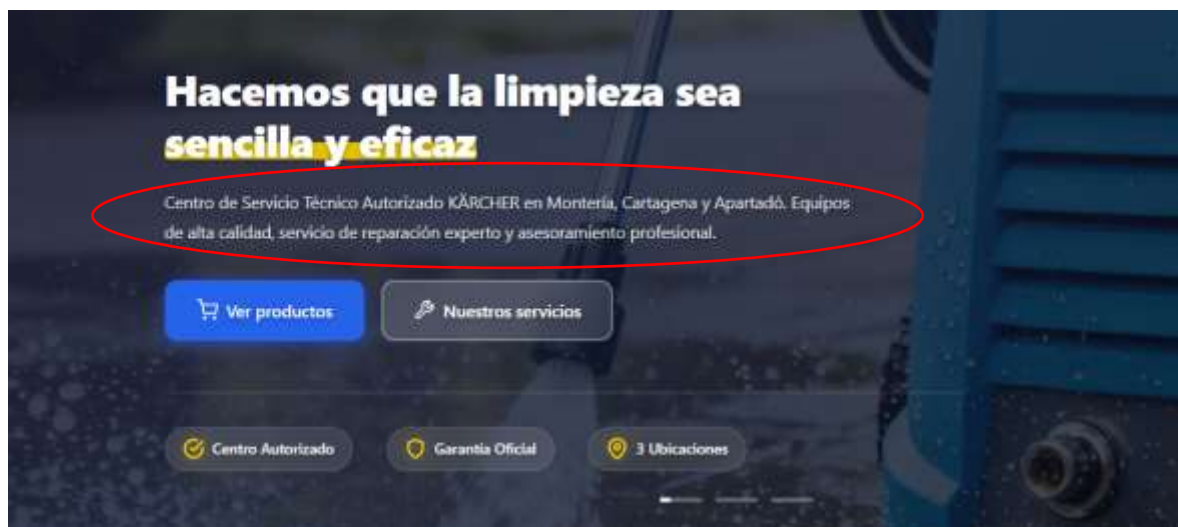 Hacemos que la limpieza sea
sencilla y eficaz
Centro de Servicio Técnico Autorizado KÄRCHER en Montería, Cartagena y Apartadó. Equipos
de alta calidad, servicio de reparación experto y asesoramiento profesional.
Ver productos
Nuestros servicios
Centro Autorizado
Garantía Oficial
3 Ubicaciones